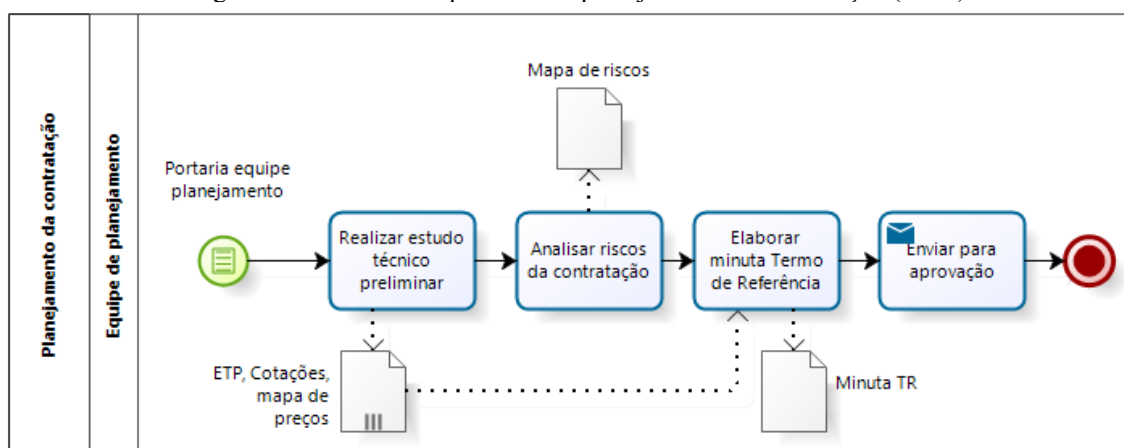 Planejamento da contratação
Equipe de planejamento
Portaria equipe
planejamento
Realizar estudo
técnico
preliminar
Mapa de riscos
Analisar riscos
da contratação
Elaborar
minuta Termo
de Referência
Enviar para
aprovação
ETP, Cotações,
mapa de
preços
Minuta TR